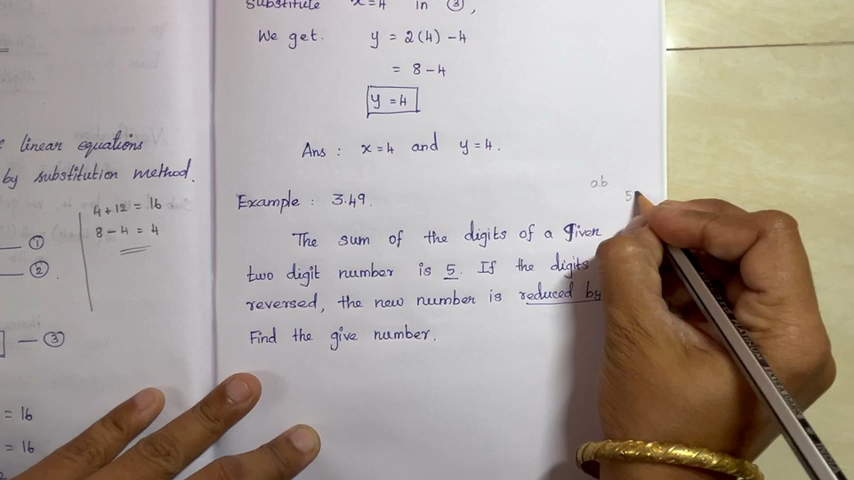 linear equations
by substitution method.
4+12 = 16
8-4 = 4
①
②.
③
= 16
= 16
Substitute x=4 in ③,
We get. y = 2(4) -4
= 8-4
y =4
Ans : x=4 and y=4.
Example : 3.49.
ab
5
The sum of the digits of a given
two digit number is 5. If the digits
reversed, the new number is reduced by
Find the give number.